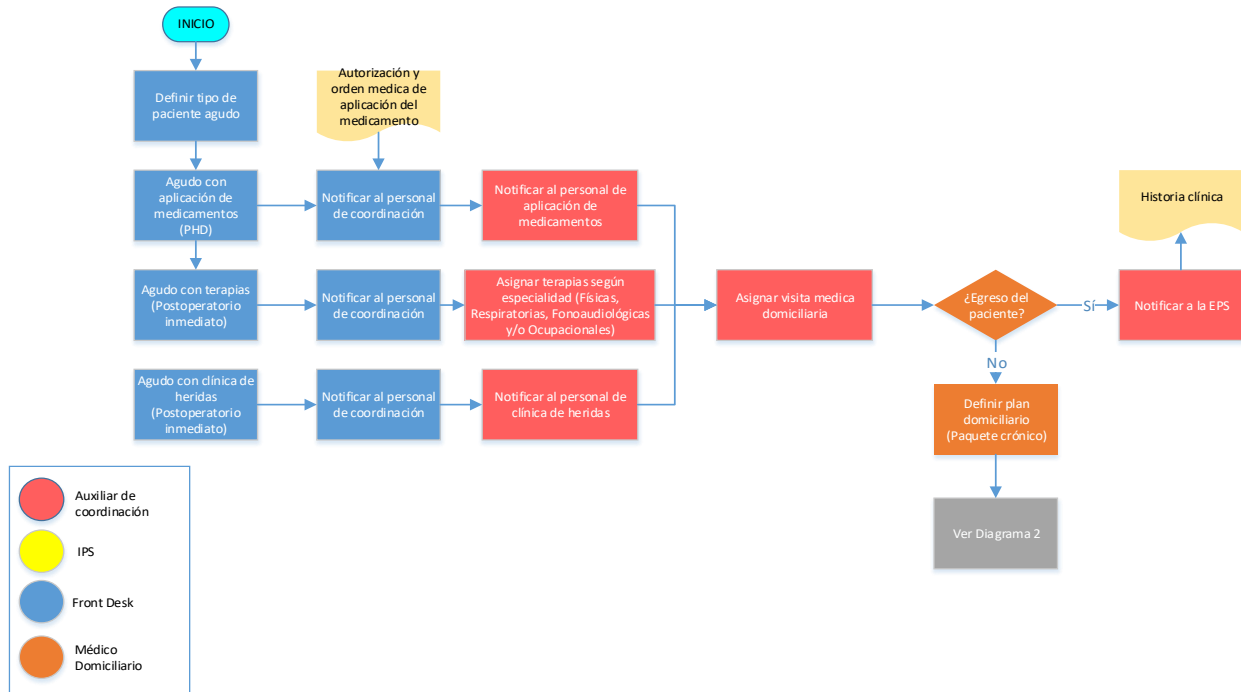 INICIO
Definir tipo de
paciente agudo
Autorización y
orden medica de
aplicación del
medicamento
Agudo con
aplicación de
medicamentos
(PHD)
Notificar al personal
de coordinación
Notificar al personal de
aplicación de
medicamentos
Historia clínica
Agudo con terapias
(Postoperatorio
inmediato)
Notificar al personal
de coordinación
Asignar terapias según
especialidad (Físicas,
Respiratorias, Fonoaudiológicas
y/o Ocupacionales)
Asignar visita medica
domiciliaria
¿Egreso del
paciente?
Sí
Notificar a la EPS
No
Agudo con clínica de
heridas
(Postoperatorio
inmediato)
Notificar al personal
de coordinación
Notificar al personal de
clínica de heridas
Definir plan
domiciliario
(Paquete crónico)
Ver Diagrama 2
Auxiliar de
coordinación
IPS
Front Desk
Médico
Domiciliario